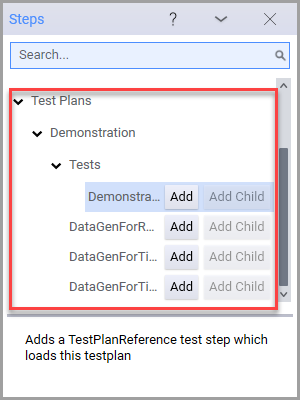 Steps ?
Search...
Test Plans
Demonstration
Tests
Demonstra... Add Add Child
DataGenForR... Add Add Child
DataGenForTi... Add Add Child
DataGenForTi... Add Add Child
Adds a TestPlanReference test step which
loads this testplan